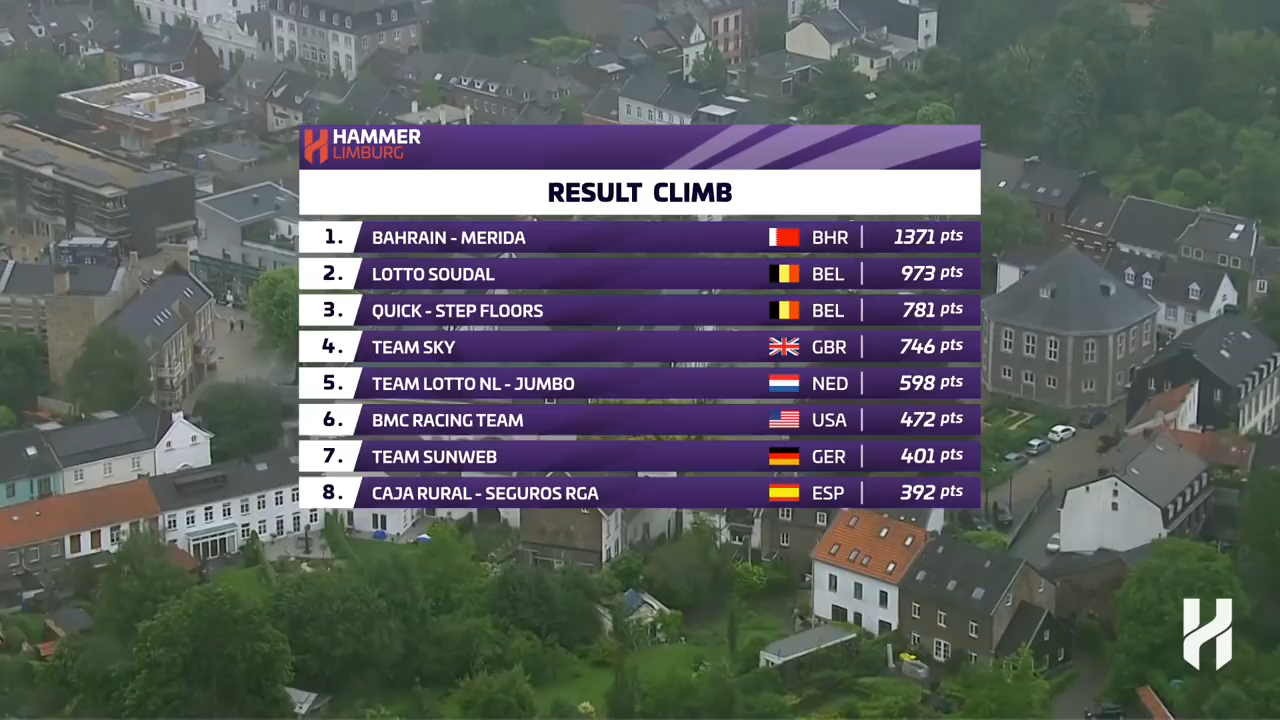 HAMMER
LIMBURG
RESULT CLIMB
1. BAHRAIN - MERIDA BHR 1371 pts
2. LOTTO SOUDAL BEL 973 pts
3. QUICK - STEP FLOORS BEL 781 pts
4. TEAM SKY GBR 746 pts
5. TEAM LOTTO NL - JUMBO NED 598 pts
6. BMC RACING TEAM USA 472 pts
7. TEAM SUNWEB GER 401 pts
8. CAJA RURAL - SEGUROS RGA ESP 392 pts